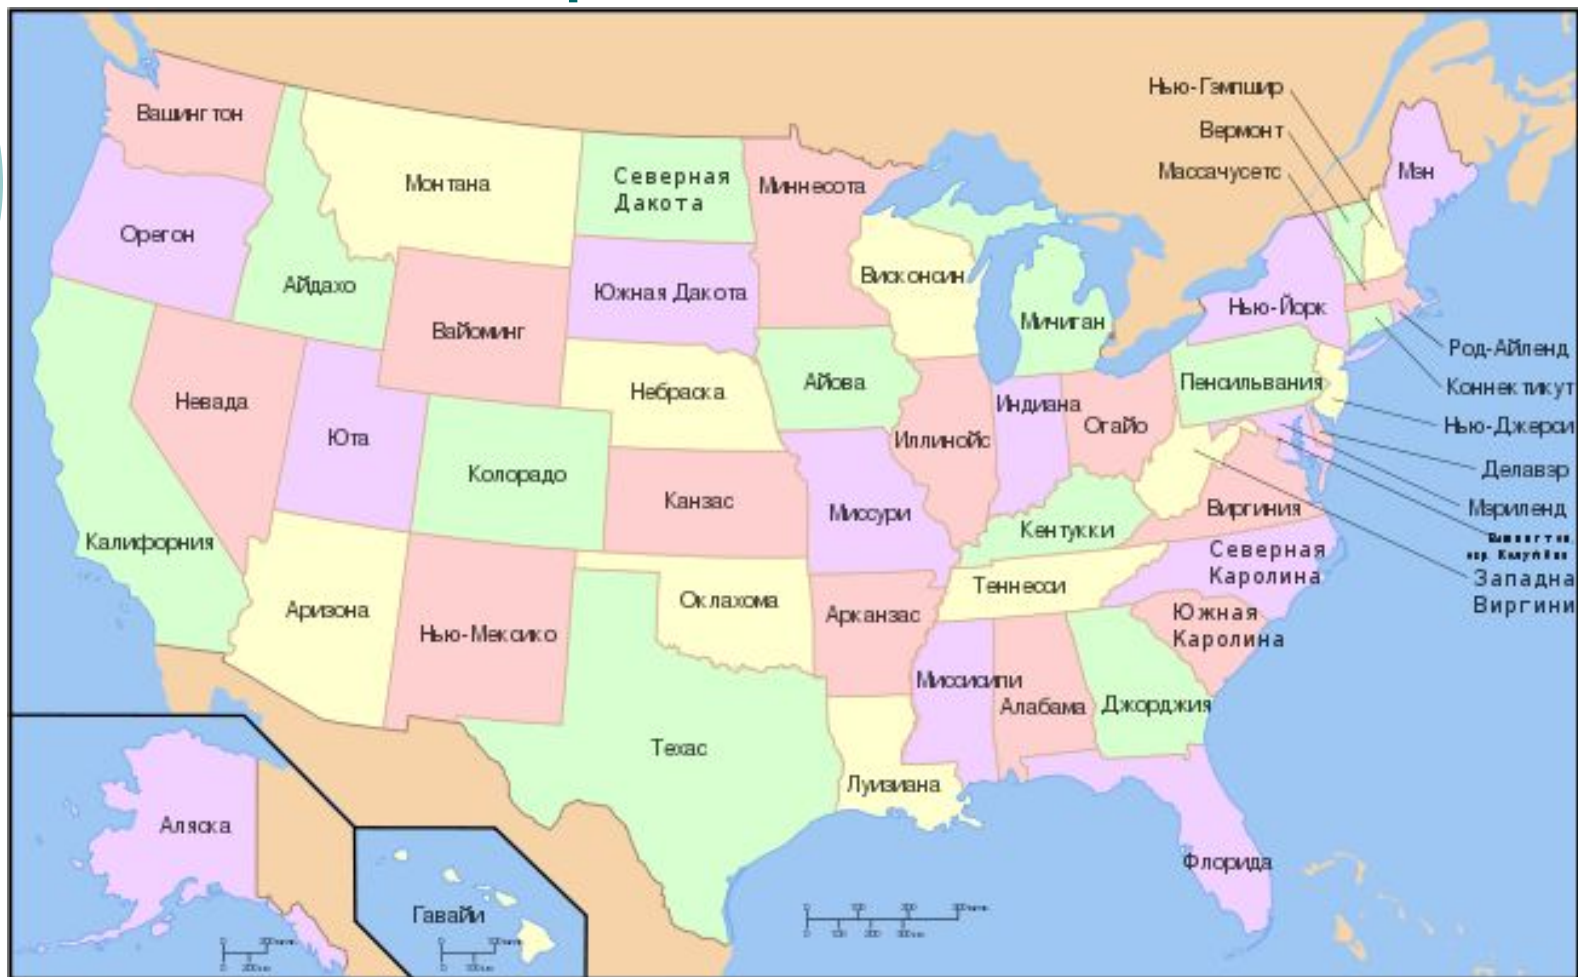 Нью-Гэмпшир
Вермонт
Массачусетс
Вашингтон
Монтана
Северная
Дакота
Миннесота
Мэн
Орегон
Айдахо
Южная Дакота
Висконсин
Вайоминг
Мичиган
Нью-Йорк
Род-Айленд
Коннектикут
Нью-Джерси
Делавэр
Мэриленд
Западна
Виргини
Невада
Юта
Небраска
Айова
Пенсильвания
Иллинойс
Индиана
Огайо
Колорадо
Канзас
Миссури
Кентукки
Виргиния
Калифорния
Северная
Каролина
Аризона
Нью-Мексико
Оклахома
Арканзас
Теннесси
Южная
Каролина
Миссисипи
Алабама
Джорджия
Техас
Луизиана
Флорида
Аляска
Гавайи